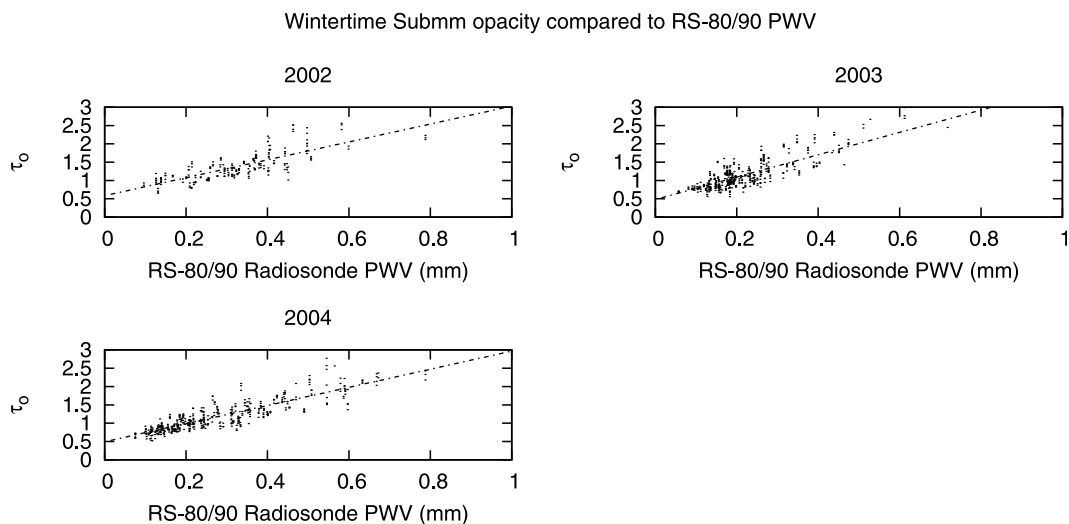 Wintertime Submm opacity compared to RS-80/90 PWV
2002
3
2.5
2
1.5
1
0.5
0
τo
0 0.2 0.4 0.6 0.8 1
RS-80/90 Radiosonde PWV (mm)
2003
3
2.5
2
1.5
1
0.5
0
τo
0 0.2 0.4 0.6 0.8 1
RS-80/90 Radiosonde PWV (mm)
2004
3
2.5
2
1.5
1
0.5
0
τo
0 0.2 0.4 0.6 0.8 1
RS-80/90 Radiosonde PWV (mm)